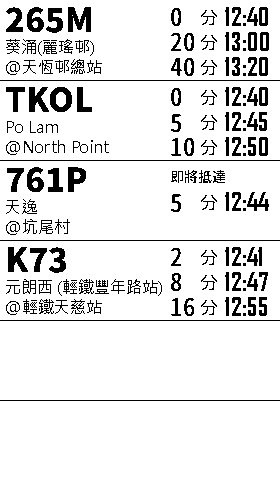 265M 0 分 12:40
葵涌(麗瑤邨) 20 分 13:00
@天恆邨總站 40 分 13:20
TKOL 0 分 12:40
Po Lam 5 分 12:45
@North Point 10 分 12:50
761P 即將抵達
天逸 5 分 12:44
@坑尾村
K73 2 分 12:41
元朗西 (輕鐵豐年路站) 8 分 12:47
@輕鐵天慈站 16 分 12:55